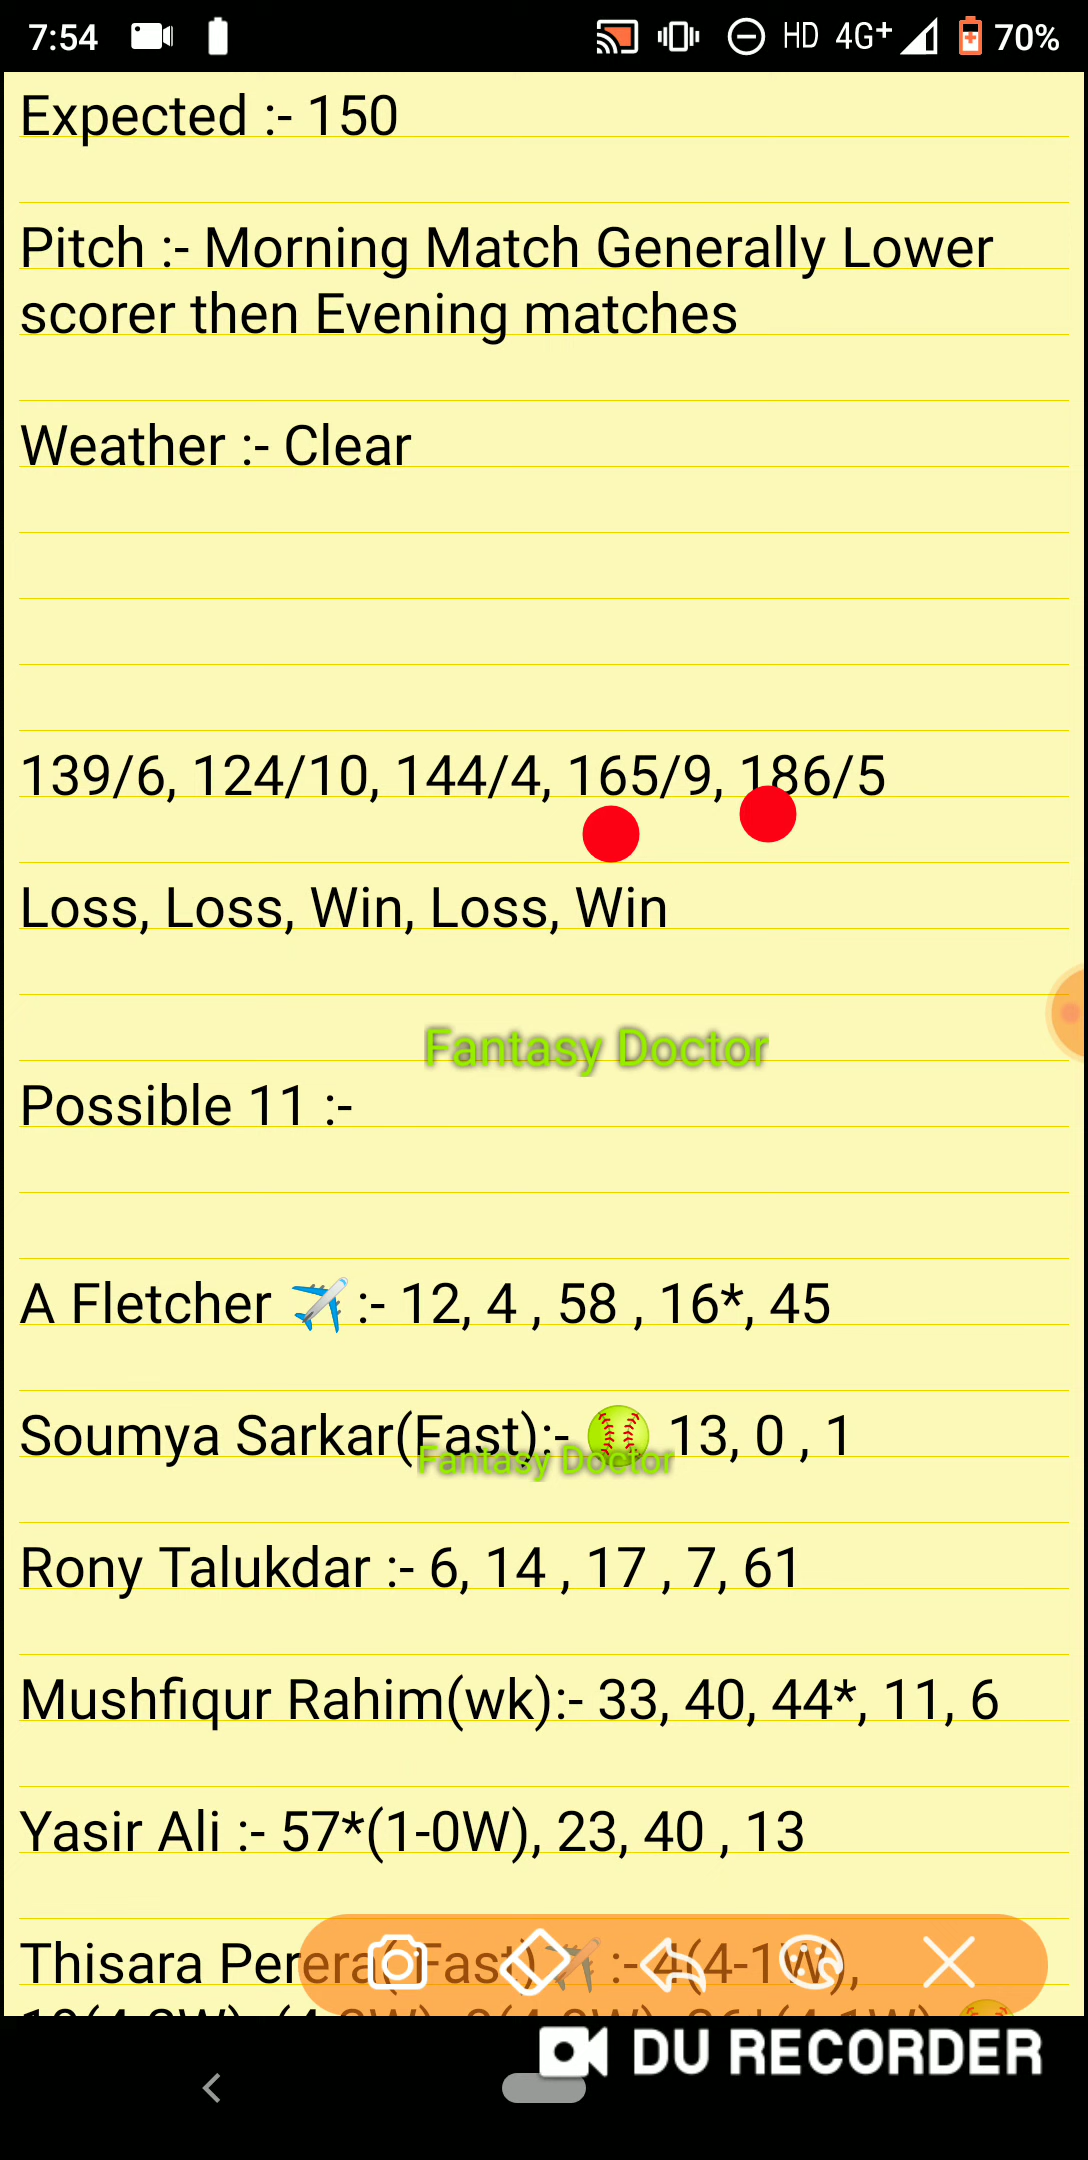 7:54 HD 4G+ 70%
Expected :- 150
Pitch :- Morning Match Generally Lower
scorer then Evening matches
Weather :- Clear
139/6, 124/10, 144/4, 165/9, 186/5
Loss, Loss, Win, Loss, Win
Fantasy Doctor
Possible 11 :-
A Fletcher ✈️:- 12, 4 , 58 , 16*, 45
Soumya Sarkar(Fast):- 🥎 13, 0 , 1
Fantasy Doctor
Rony Talukdar :- 6, 14 , 17 , 7, 61
Mushfiqur Rahim(wk):- 33, 40, 44*, 11, 6
Yasir Ali :- 57*(1-0W), 23, 40 , 13
Thisara Perera(Fast)✈️ :- 4(4-1W),
DU RECORDER